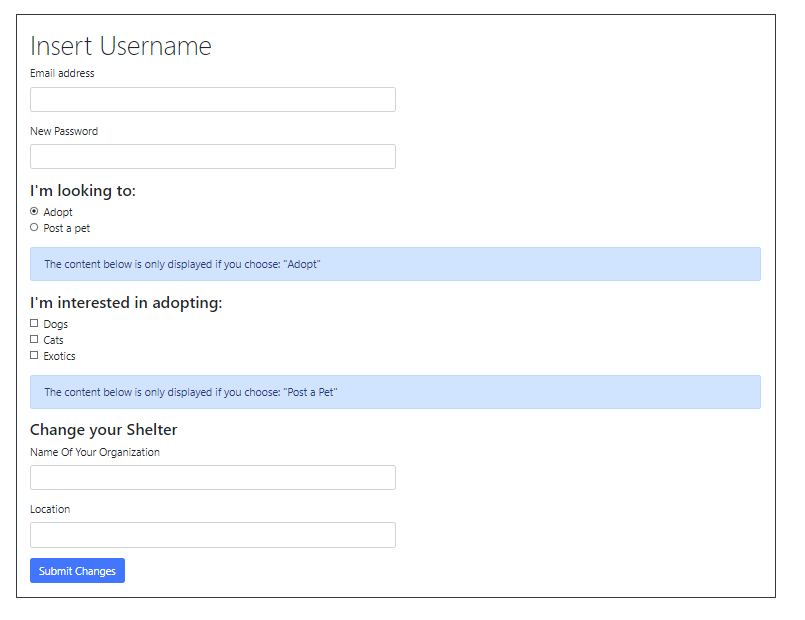 Insert Username
Email address
New Password
I'm looking to:
Adopt
Post a pet
The content below is only displayed if you choose: "Adopt"
I'm interested in adopting:
Dogs
Cats
Exotics
The content below is only displayed if you choose: "Post a Pet"
Change your Shelter
Name Of Your Organization
Location
Submit Changes